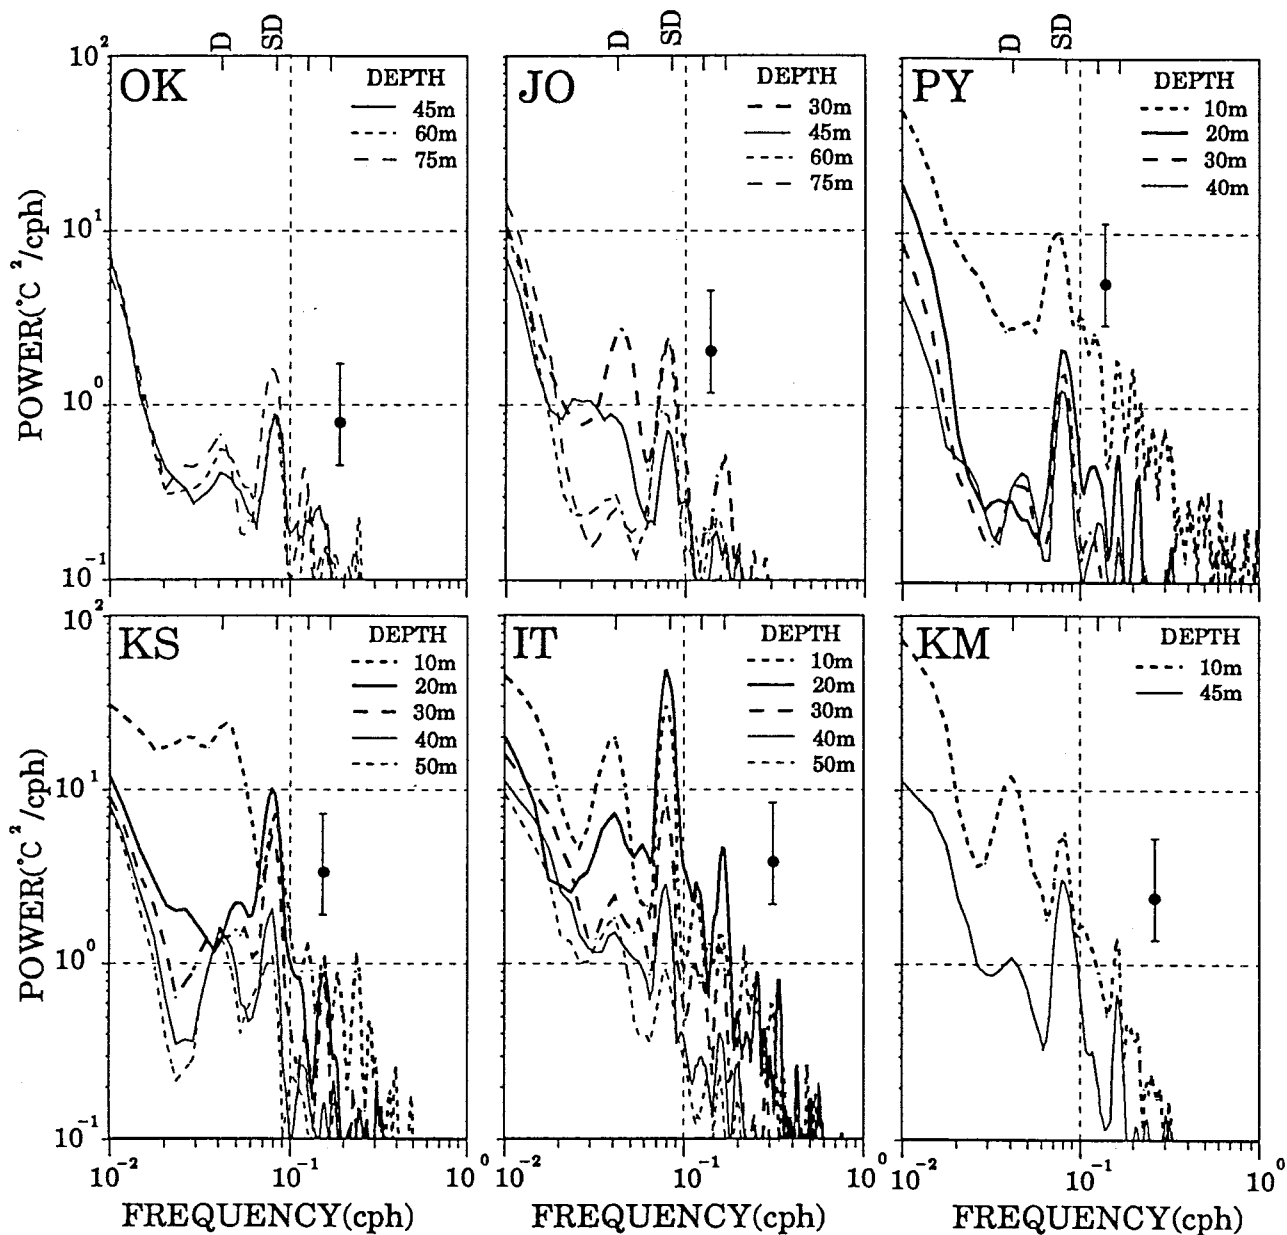 D SD D SD D SD
10² OK DEPTH JO DEPTH PY DEPTH
45m 30m 10m
60m 45m 20m
75m 60m 30m
75m 40m
10¹
POWER(℃ ²/cph)
10⁰
10⁻¹
10² KS DEPTH IT DEPTH KM DEPTH
10m 10m 10m
20m 20m 45m
30m 30m
40m 40m
50m 50m
10¹
POWER(℃ ²/cph)
10⁰
10⁻¹
10⁻² 10⁻¹ 10⁰ 10⁻² 10⁻¹ 10⁰ 10⁻² 10⁻¹ 10⁰
FREQUENCY(cph) FREQUENCY(cph) FREQUENCY(cph)